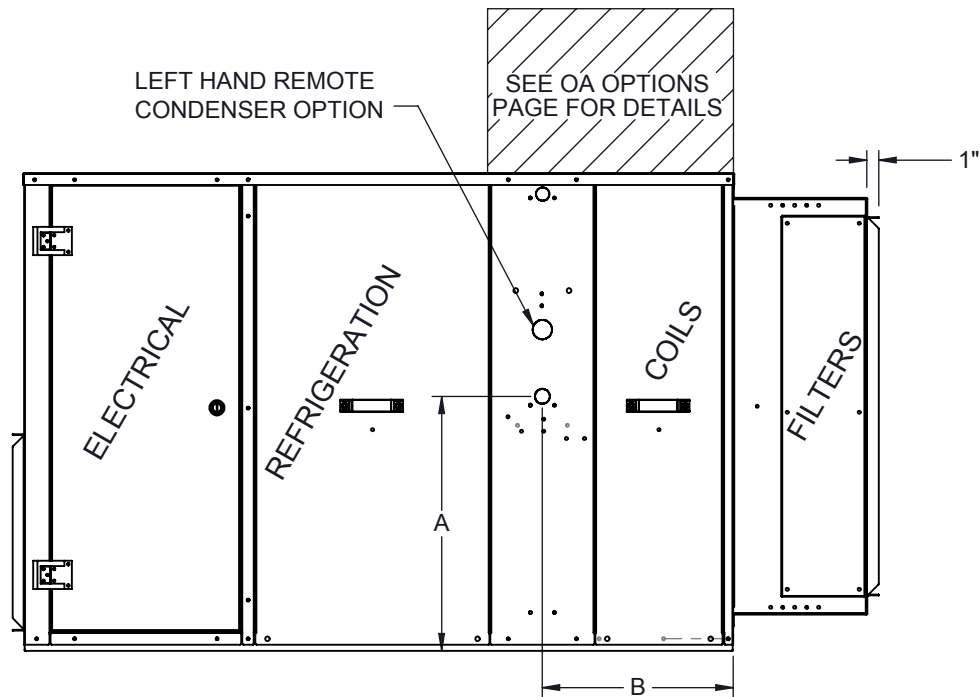 LEFT HAND REMOTE
CONDENSER OPTION
SEE OA OPTIONS
PAGE FOR DETAILS
1"
ELECTRICAL
REFRIGERATION
COILS
FILTERS
A
B